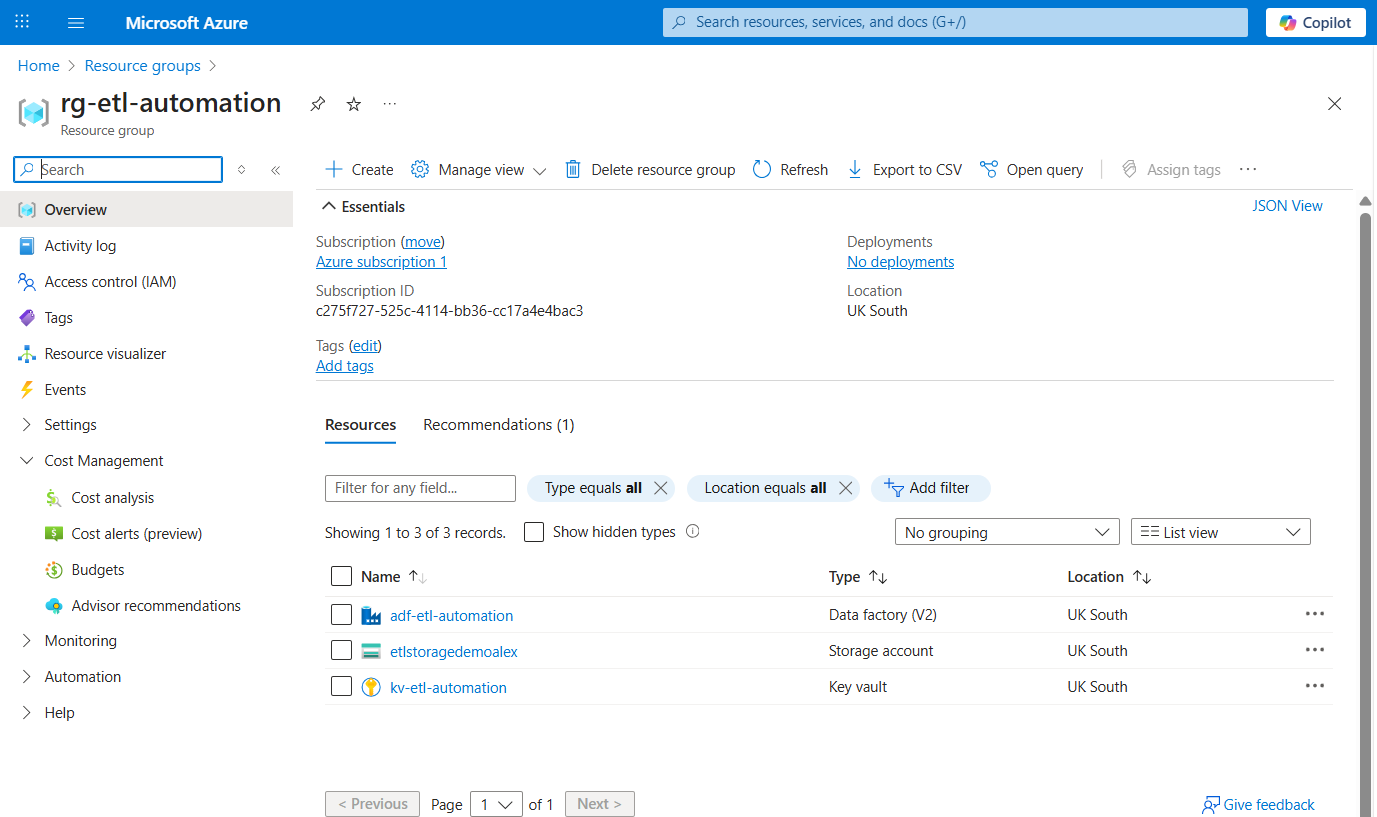 Microsoft Azure
Search resources, services, and docs (G+/)
Copilot
Home > Resource groups >
rg-etl-automation
Resource group
Search
Create
Manage view
Delete resource group
Refresh
Export to CSV
Open query
Assign tags
Overview
Activity log
Access control (IAM)
Tags
Resource visualizer
Events
Settings
Cost Management
Cost analysis
Cost alerts (preview)
Budgets
Advisor recommendations
Monitoring
Automation
Help
Essentials
JSON View
Subscription (move)
Azure subscription 1
Subscription ID
c275f727-525c-4114-bb36-cc17a4e4bac3
Deployments
No deployments
Location
UK South
Tags (edit)
Add tags
Resources
Recommendations (1)
Filter for any field...
Type equals all
Location equals all
Add filter
Showing 1 to 3 of 3 records.
Show hidden types
No grouping
List view
Name Type Location
adf-etl-automation Data factory (V2) UK South
etlstoragedemoalex Storage account UK South
kv-etl-automation Key vault UK South
< Previous Page 1 of 1 Next >
Give feedback